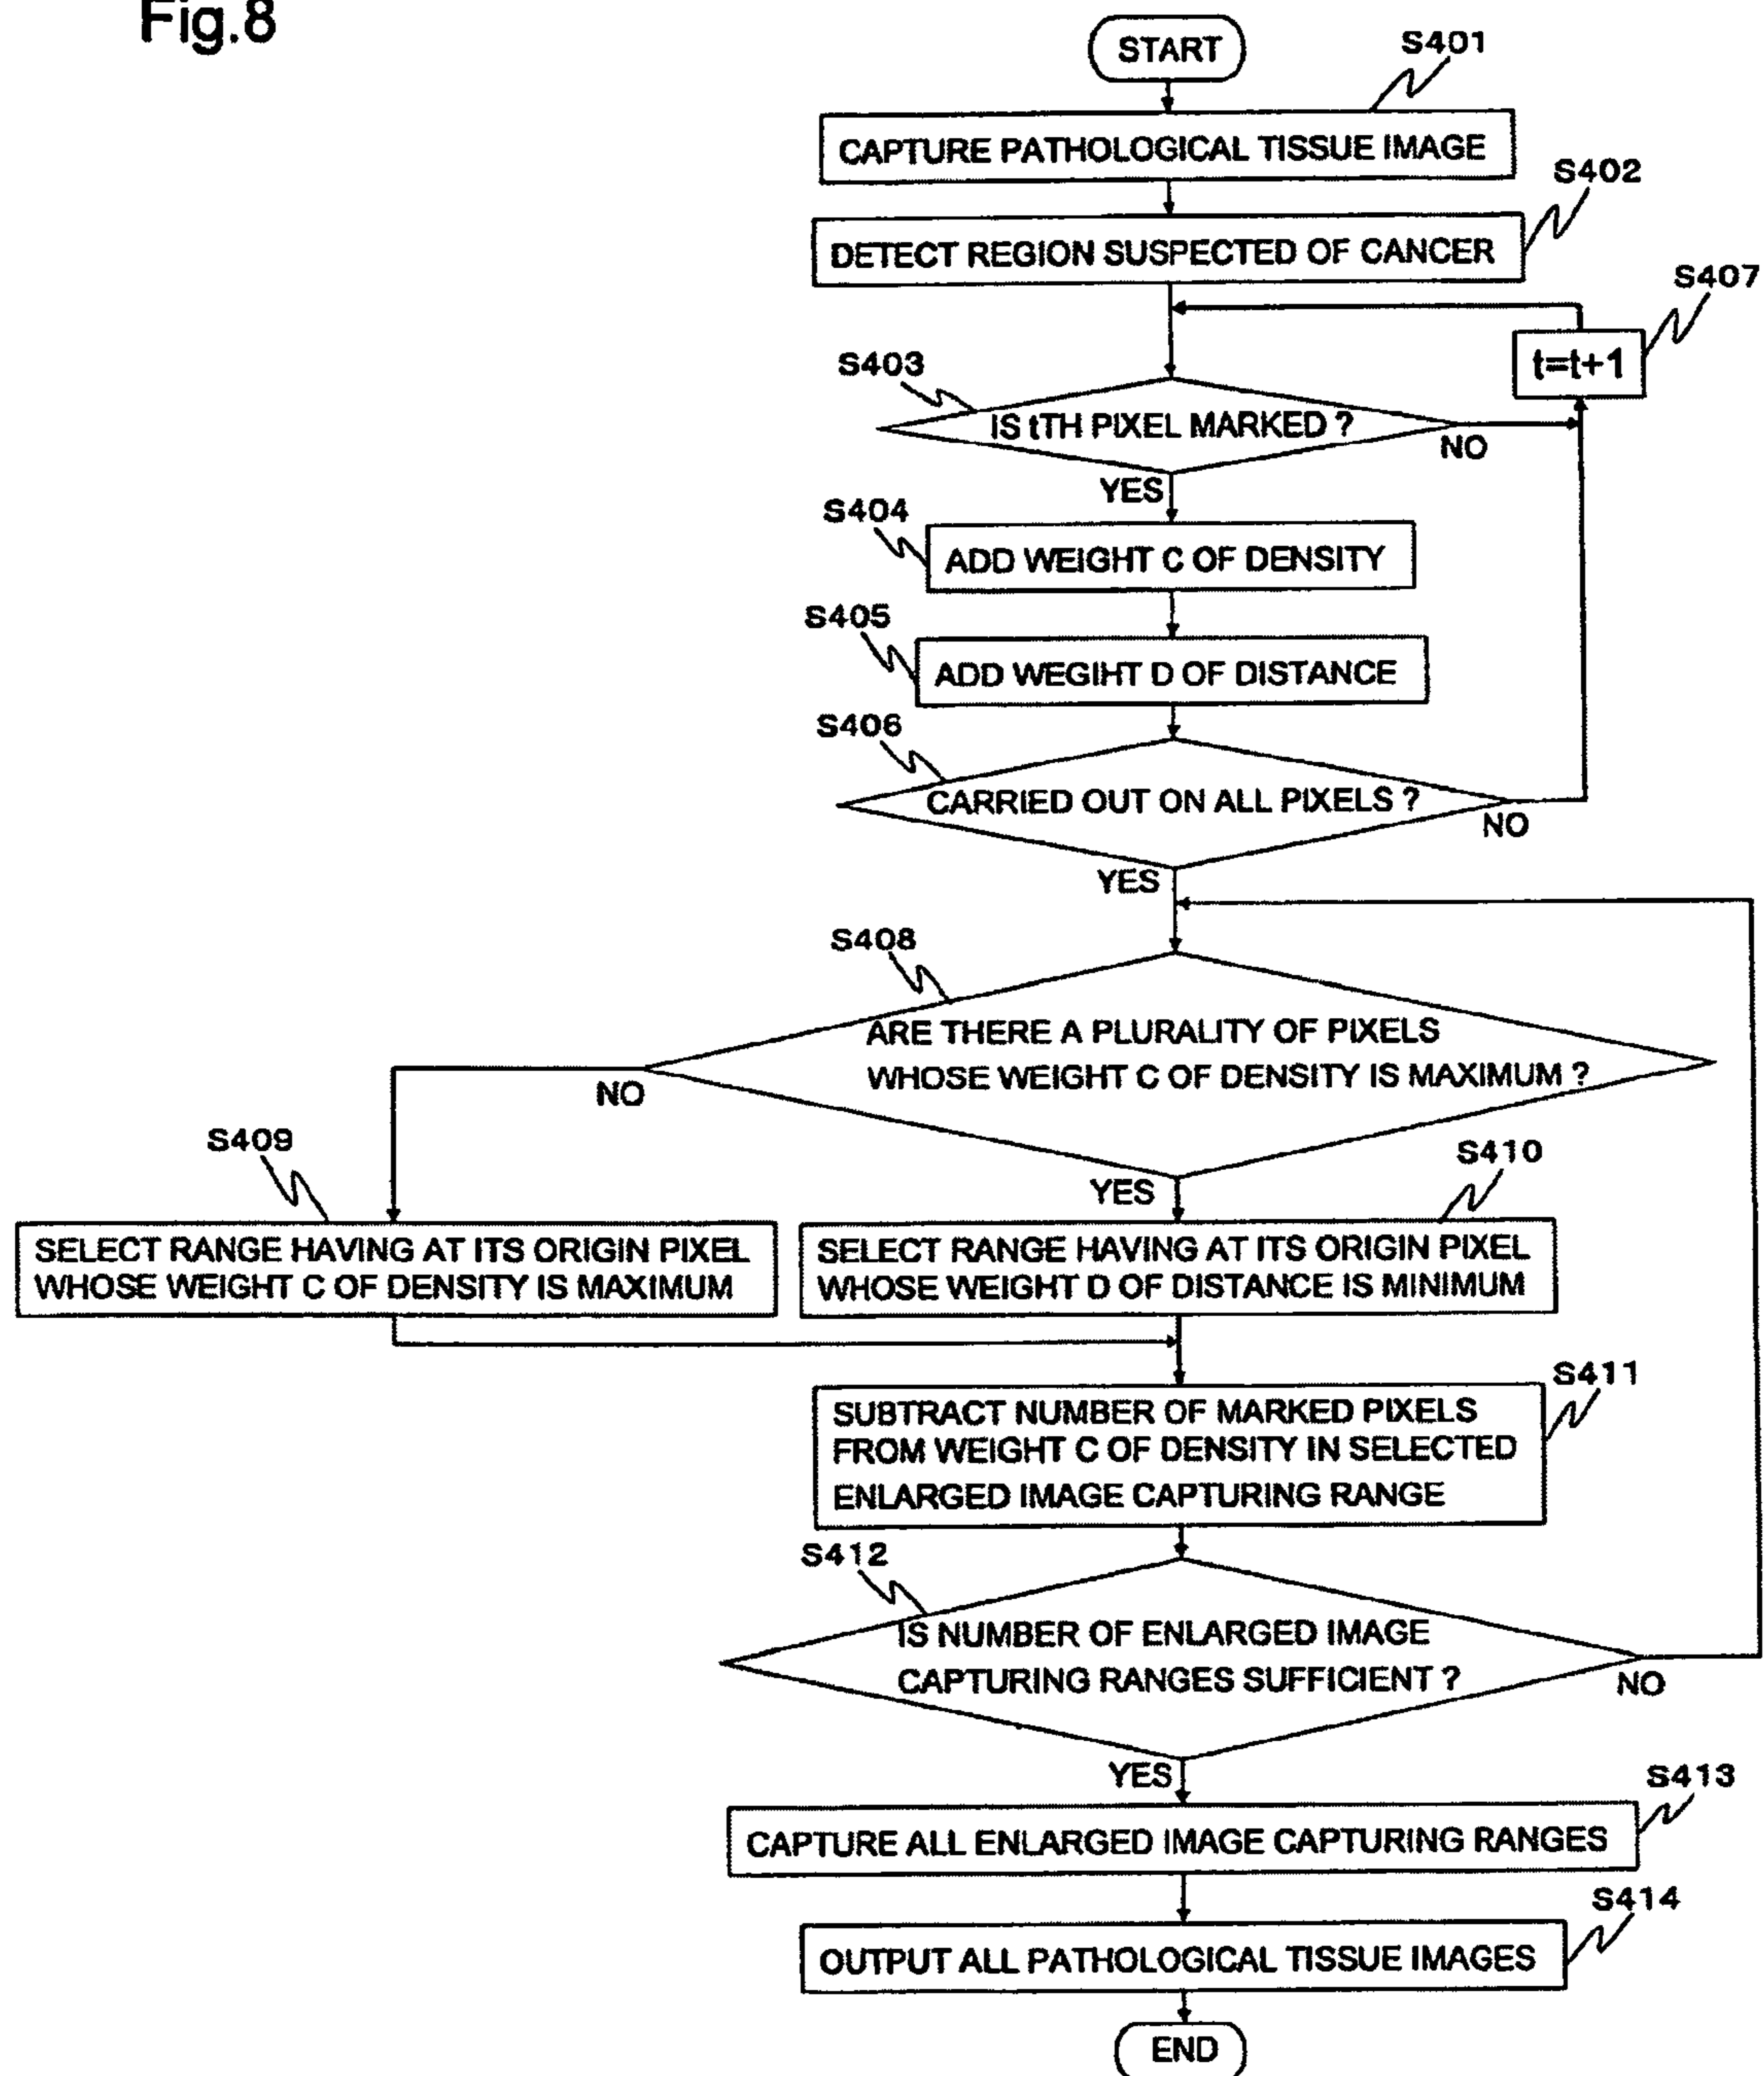 Fig.8
START
S401
CAPTURE PATHOLOGICAL TISSUE IMAGE
S402
DETECT REGION SUSPECTED OF CANCER
S407
t=t+1
S403
IS tTH PIXEL MARKED ?
NO
YES
S404
ADD WEIGHT C OF DENSITY
S405
ADD WEGIHT D OF DISTANCE
S406
CARRIED OUT ON ALL PIXELS ?
NO
YES
S408
ARE THERE A PLURALITY OF PIXELS
WHOSE WEIGHT C OF DENSITY IS MAXIMUM ?
NO
YES
S409
SELECT RANGE HAVING AT ITS ORIGIN PIXEL
WHOSE WEIGHT C OF DENSITY IS MAXIMUM
S410
SELECT RANGE HAVING AT ITS ORIGIN PIXEL
WHOSE WEIGHT D OF DISTANCE IS MINIMUM
S411
SUBTRACT NUMBER OF MARKED PIXELS
FROM WEIGHT C OF DENSITY IN SELECTED
ENLARGED IMAGE CAPTURING RANGE
S412
IS NUMBER OF ENLARGED IMAGE
CAPTURING RANGES SUFFICIENT ?
NO
YES
S413
CAPTURE ALL ENLARGED IMAGE CAPTURING RANGES
S414
OUTPUT ALL PATHOLOGICAL TISSUE IMAGES
END